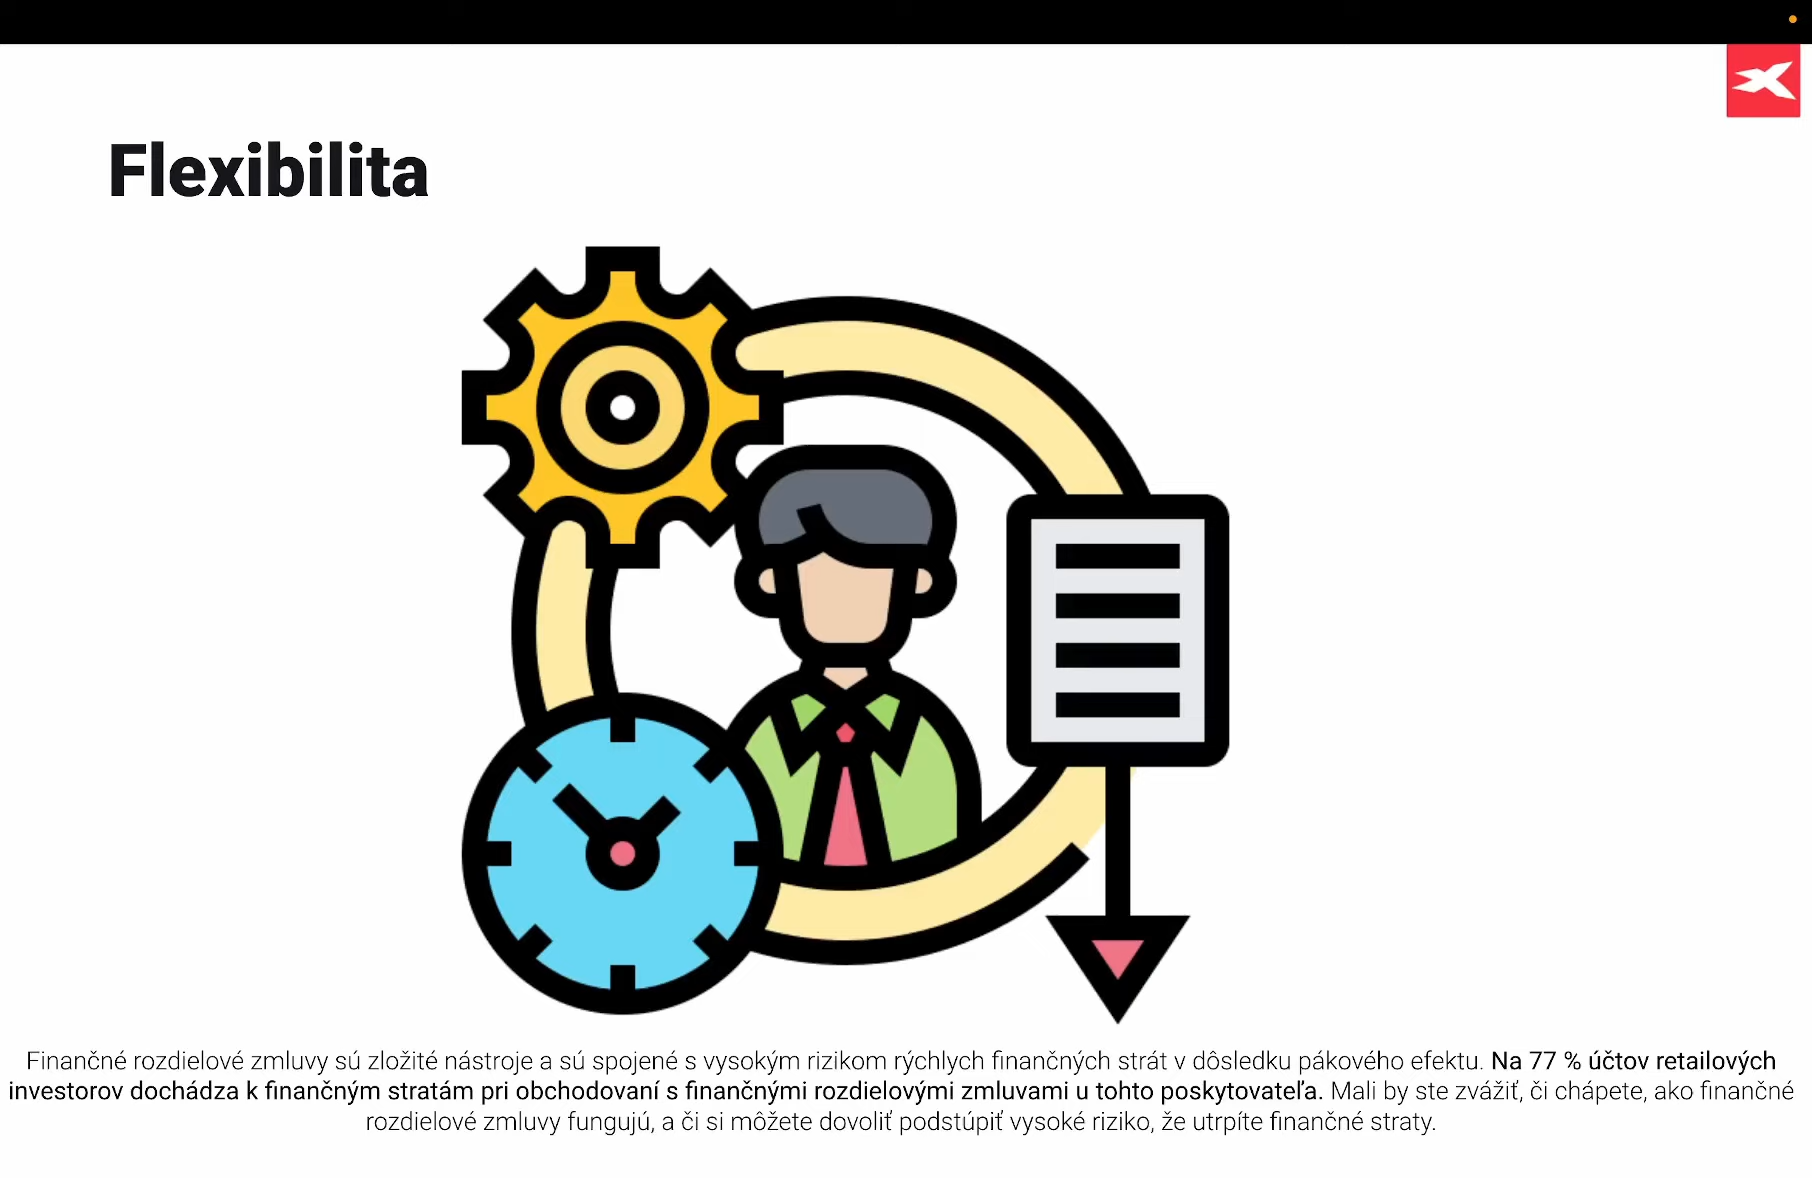 Flexibilita
Finančné rozdielové zmluvy sú zložité nástroje a sú spojené s vysokým rizikom rýchlych finančných strát v dôsledku pákového efektu. Na 77 % účtov retailových
investorov dochádza k finančným stratám pri obchodovaní s finančnými rozdielovými zmluvami u tohto poskytovateľa. Mali by ste zvážiť, či chápete, ako finančné
rozdielové zmluvy fungujú, a či si môžete dovoliť podstúpiť vysoké riziko, že utrpíte finančné straty.